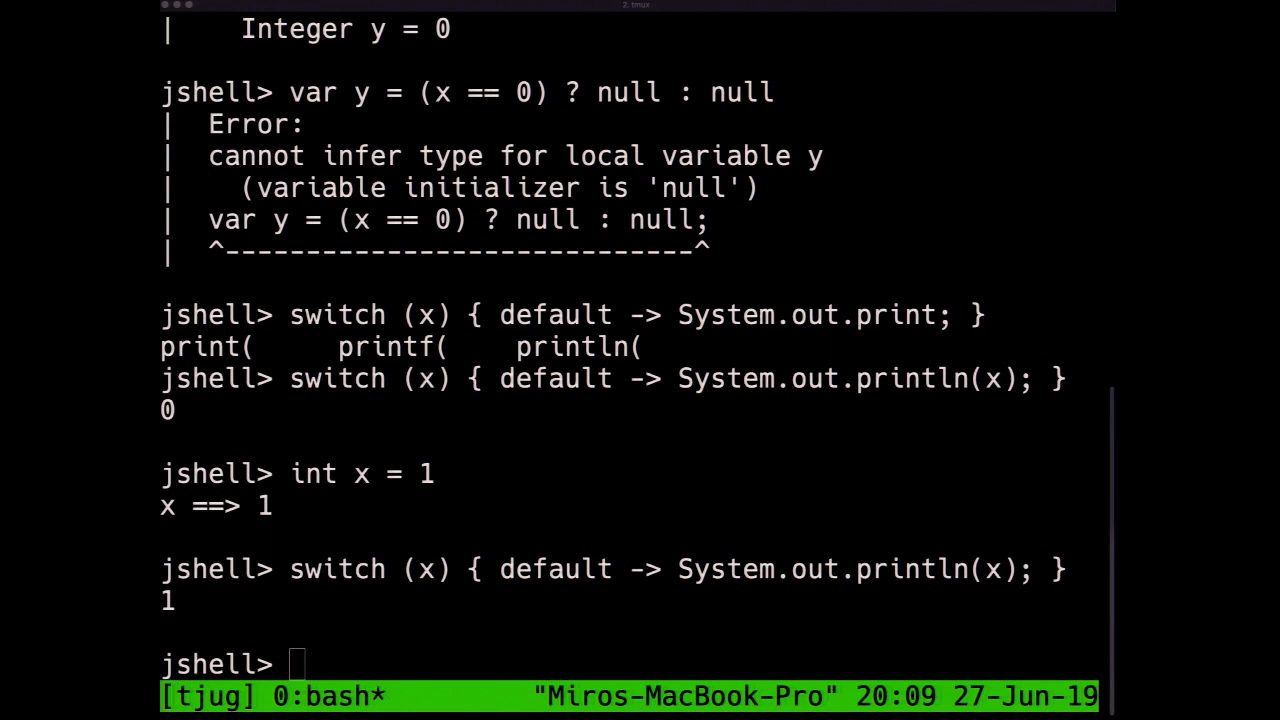 2. tmux
|    Integer y = 0
jshell> var y = (x == 0) ? null : null
|  Error:
|  cannot infer type for local variable y
|    (variable initializer is 'null')
|  var y = (x == 0) ? null : null;
|  ^-----------------------------^
jshell> switch (x) { default -> System.out.print; }
print(     printf(    println(
jshell> switch (x) { default -> System.out.println(x); }
0
jshell> int x = 1
x ==> 1
jshell> switch (x) { default -> System.out.println(x); }
1
jshell>
[tjug] 0:bash*         "Miros-MacBook-Pro" 20:09 27-Jun-19